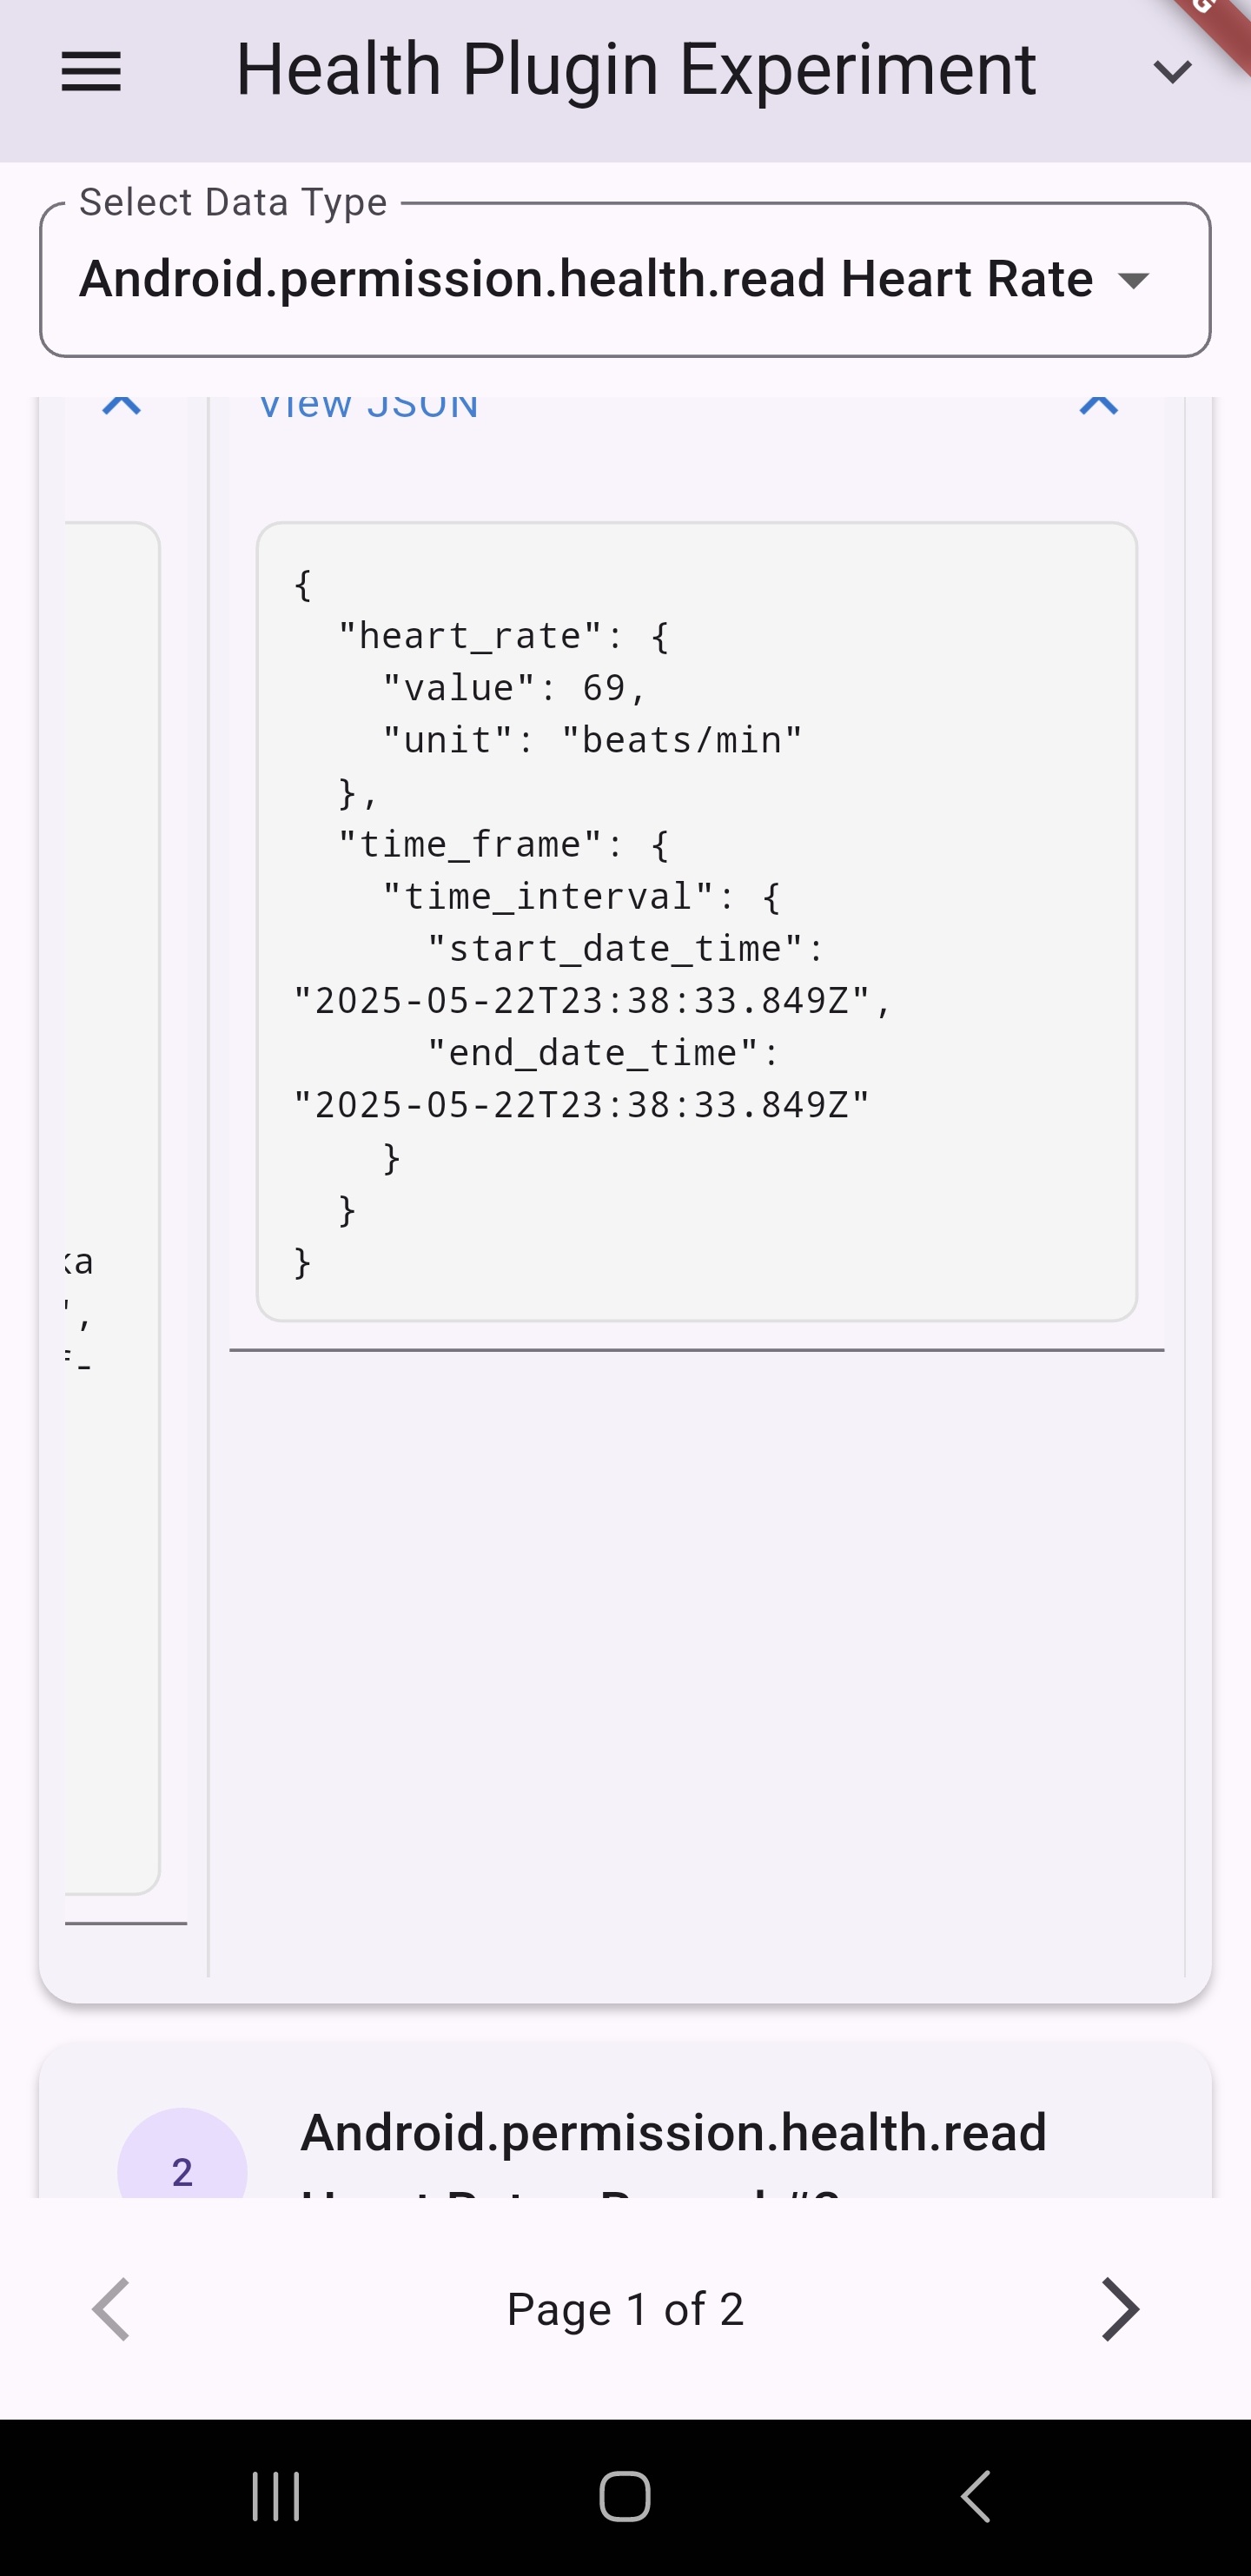 Health Plugin Experiment
G
Select Data Type
Android.permission.health.read Heart Rate
View JSON
{
"heart_rate": {
"value": 69,
"unit": "beats/min"
},
"time_frame": {
"time_interval": {
"start_date_time":
"2025-05-22T23:38:33.849Z",
"end_date_time":
"2025-05-22T23:38:33.849Z"
}
}
}
ka
",
f-
2
Android.permission.health.read
Page 1 of 2